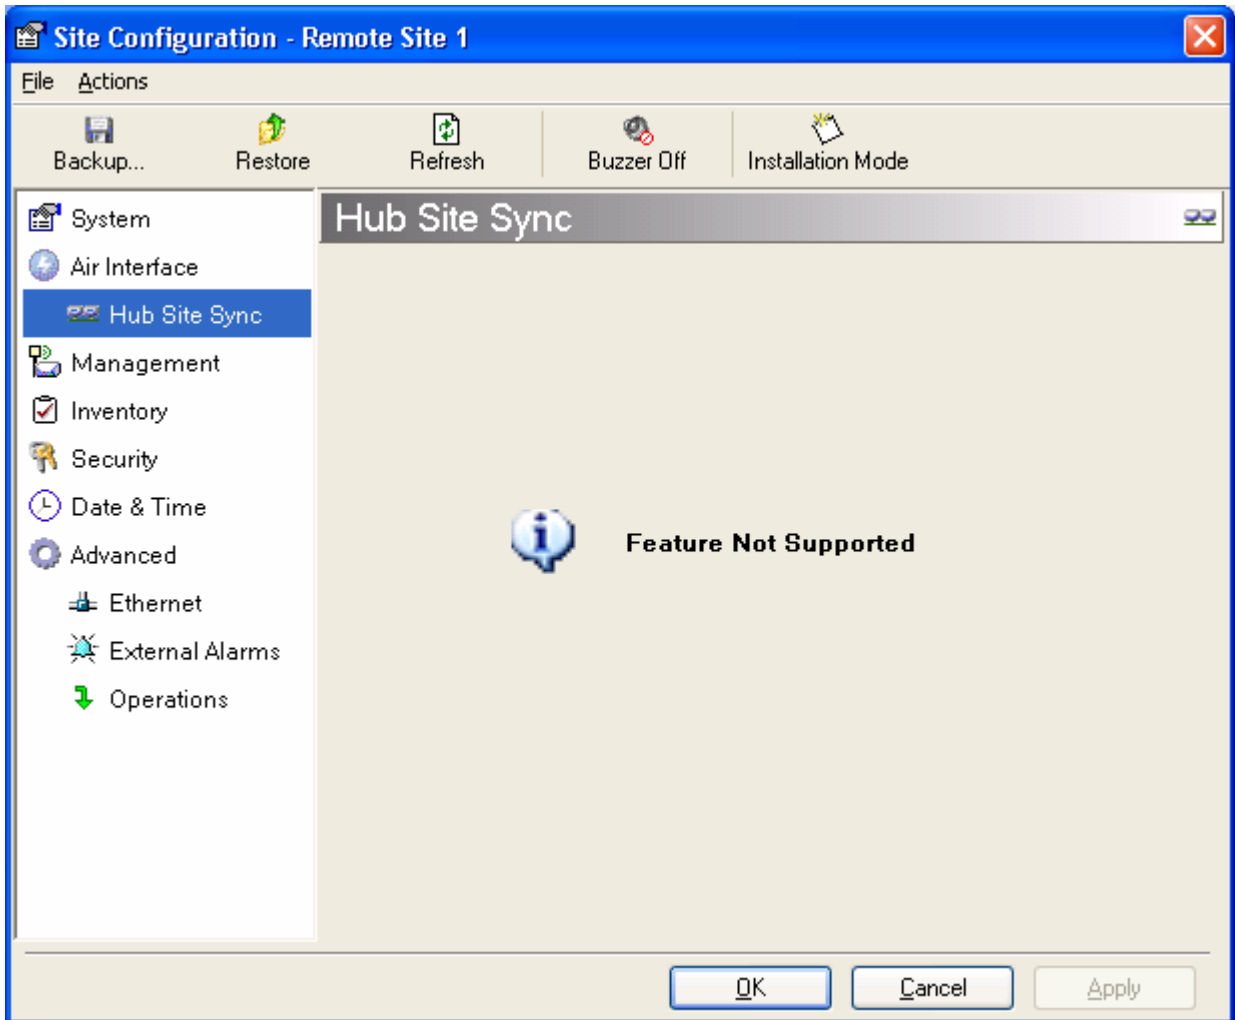 Site Configuration - Remote Site 1
File Actions
Backup... Restore Refresh Buzzer Off Installation Mode
System
Air Interface
Hub Site Sync
Management
Inventory
Security
Date & Time
Advanced
Ethernet
External Alarms
Operations
Hub Site Sync
Feature Not Supported
OK Cancel Apply